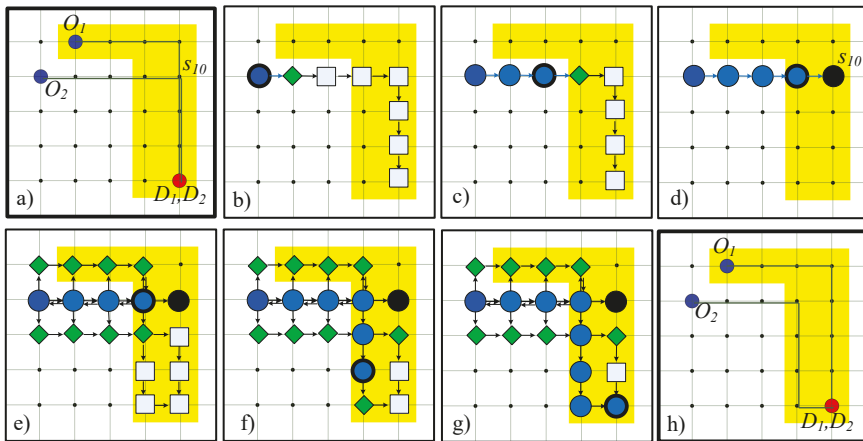 O1
s10
O2
D1,D2
a)
b)
c)
s10
d)
e)
f)
g)
O1
O2
D1,D2
h)